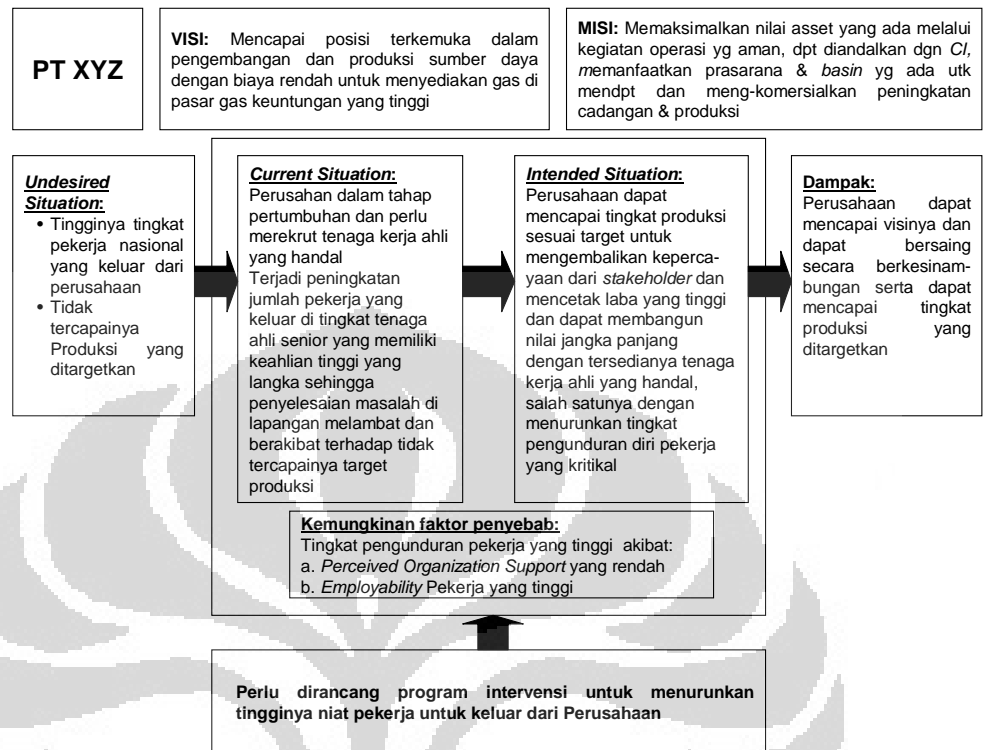 PT XYZ
VISI: Mencapai posisi terkemuka dalam
pengembangan dan produksi sumber daya
dengan biaya rendah untuk menyediakan gas di
pasar gas keuntungan yang tinggi
MISI: Memaksimalkan nilai asset yang ada melalui
kegiatan operasi yg aman, dpt diandalkan dgn CI,
memanfaatkan prasarana & basin yg ada utk
mendpt dan meng-komersialkan peningkatan
cadangan & produksi
Undesired
Situation:
• Tingginya tingkat
pekerja nasional
yang keluar dari
perusahaan
• Tidak
tercapainya
Produksi yang
ditargetkan
Current Situation:
Perusahan dalam tahap
pertumbuhan dan perlu
merekrut tenaga kerja ahli
yang handal
Terjadi peningkatan
jumlah pekerja yang
keluar di tingkat tenaga
ahli senior yang memiliki
keahlian tinggi yang
langka sehingga
penyelesaian masalah di
lapangan melambat dan
berakibat terhadap tidak
tercapainya target
produksi
Intended Situation:
Perusahaan dapat
mencapai tingkat produksi
sesuai target untuk
mengembalikan keperca-
yaan dari stakeholder dan
mencetak laba yang tinggi
dan dapat membangun
nilai jangka panjang
dengan tersedianya tenaga
kerja ahli yang handal,
salah satunya dengan
menurunkan tingkat
pengunduran diri pekerja
yang kritikal
Dampak:
Perusahaan dapat
mencapai visinya dan
dapat bersaing
secara berkesinam-
bungan serta dapat
mencapai tingkat
produksi yang
ditargetkan
Kemungkinan faktor penyebab:
Tingkat pengunduran pekerja yang tinggi akibat:
a. Perceived Organization Support yang rendah
b. Employability Pekerja yang tinggi
Perlu dirancang program intervensi untuk menurunkan
tingginya niat pekerja untuk keluar dari Perusahaan